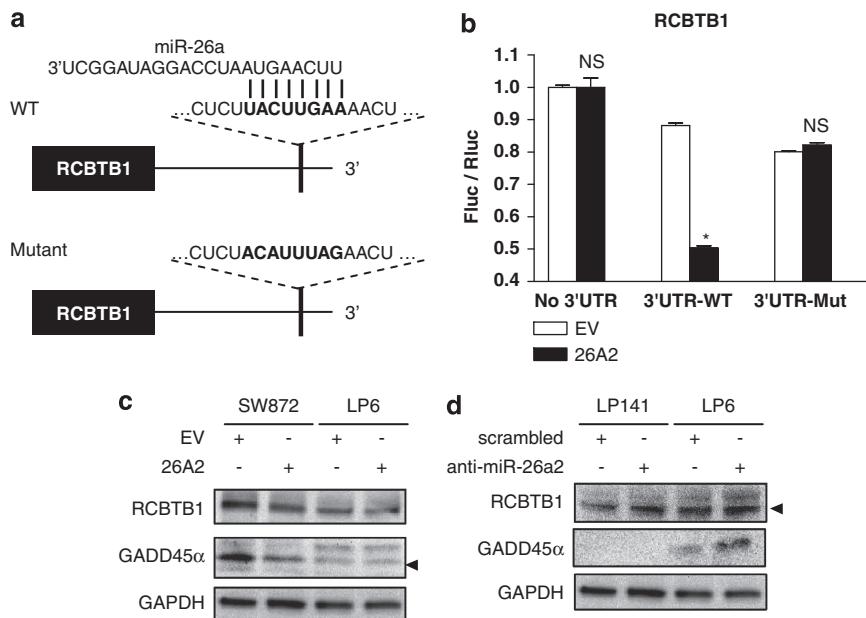 a
miR-26a
3'UCGGAUAGGACCUAAUGAACUU
WT
...CUCUUACUUGAAAACU ...
RCBTB1
3'
Mutant
...CUCUACAUUUAGAACU ...
RCBTB1
3'
b
RCBTB1
Fluc / Rluc
1.1
1.0
0.9
0.8
0.7
0.6
0.5
0.4
NS
*
NS
No 3'UTR 3'UTR-WT 3'UTR-Mut
EV
26A2
c
SW872 LP6
EV + - + -
26A2 - + - +
RCBTB1
GADD45α
GAPDH
d
LP141 LP6
scrambled + - + -
anti-miR-26a2 - + - +
RCBTB1
GADD45α
GAPDH